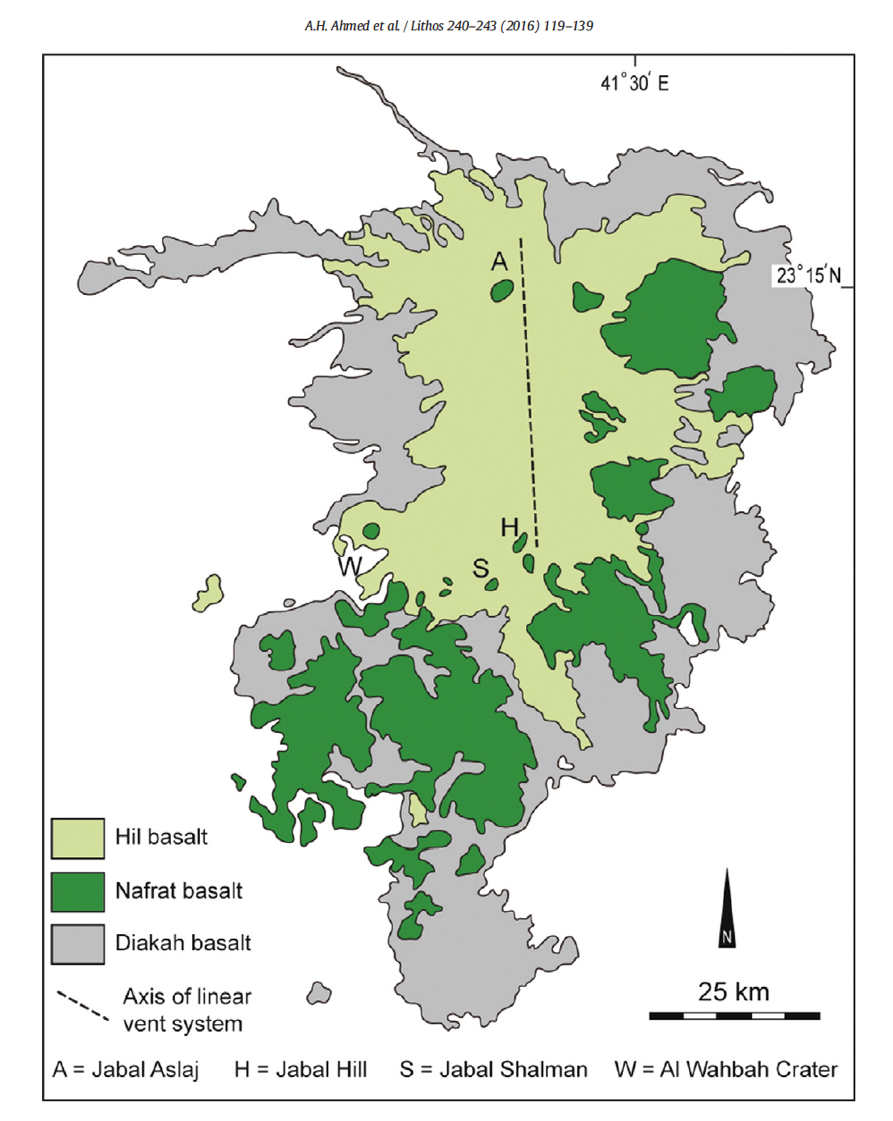 A.H. Ahmed et al. / Lithos 240–243 (2016) 119–139
41°30′ E
23°15′N
A
H
S
W
Hil basalt
Nafrat basalt
Diakah basalt
Axis of linear
vent system
N
25 km
A = Jabal Aslaj H = Jabal Hill S = Jabal Shalman W = Al Wahbah Crater